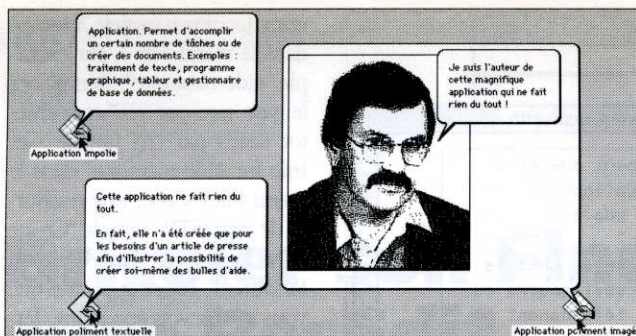 Application. Permet d'accomplir
un certain nombre de tâches ou de
créer des documents. Exemples :
traitement de texte, programme
graphique, tableur et gestionnaire
de base de données.
Application impolie
Je suis l'auteur de
cette magnifique
application qui ne fait
rien du tout !
Cette application ne fait rien du
tout.
En fait, elle n'a été créée que pour
les besoins d'un article de presse
afin d'illustrer la possibilité de
créer soi-même des bulles d'aide.
Application poliment textuelle
Application poliment imagé